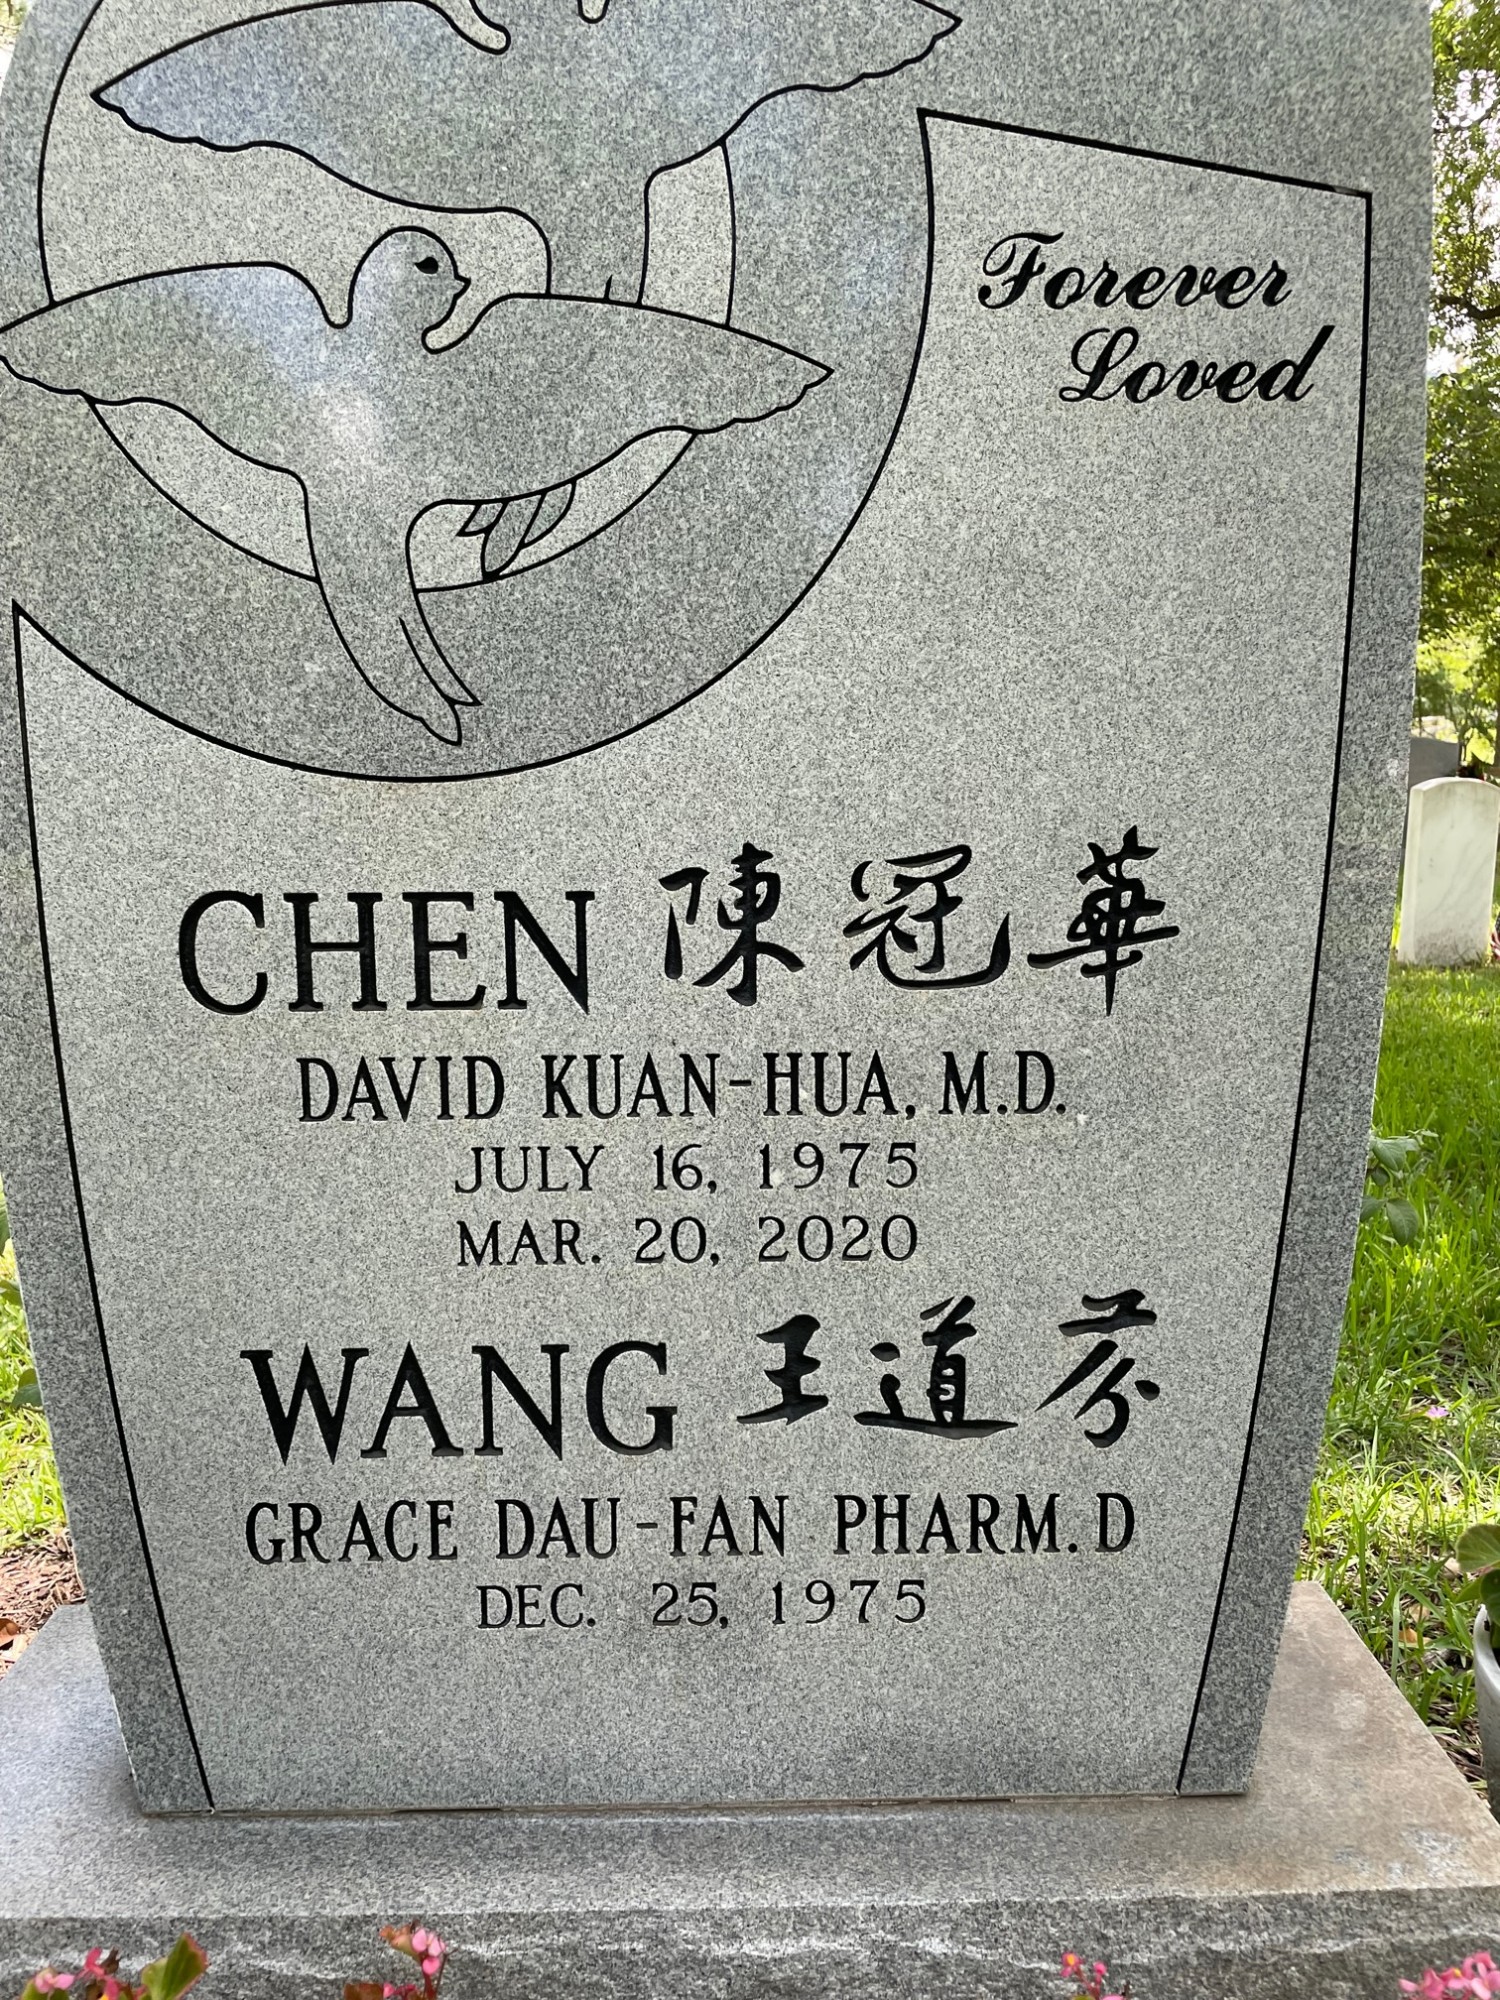 Forever
Loved
CHEN 陳冠華
DAVID KUAN-HUA, M.D.
JULY 16, 1975
MAR. 20, 2020
WANG 王道芬
GRACE DAU-FAN PHARM.D
DEC. 25, 1975